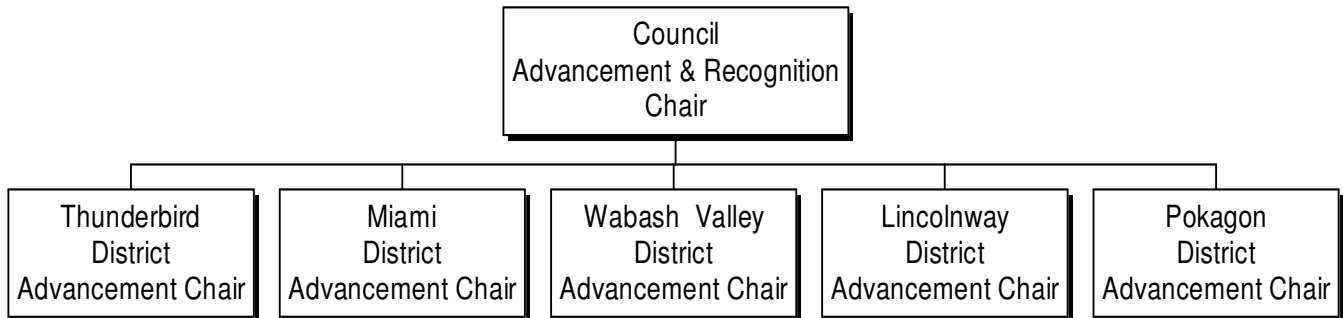 Council
Advancement & Recognition
Chair
Thunderbird
District
Advancement Chair
Miami
District
Advancement Chair
Wabash Valley
District
Advancement Chair
Lincolnway
District
Advancement Chair
Pokagon
District
Advancement Chair